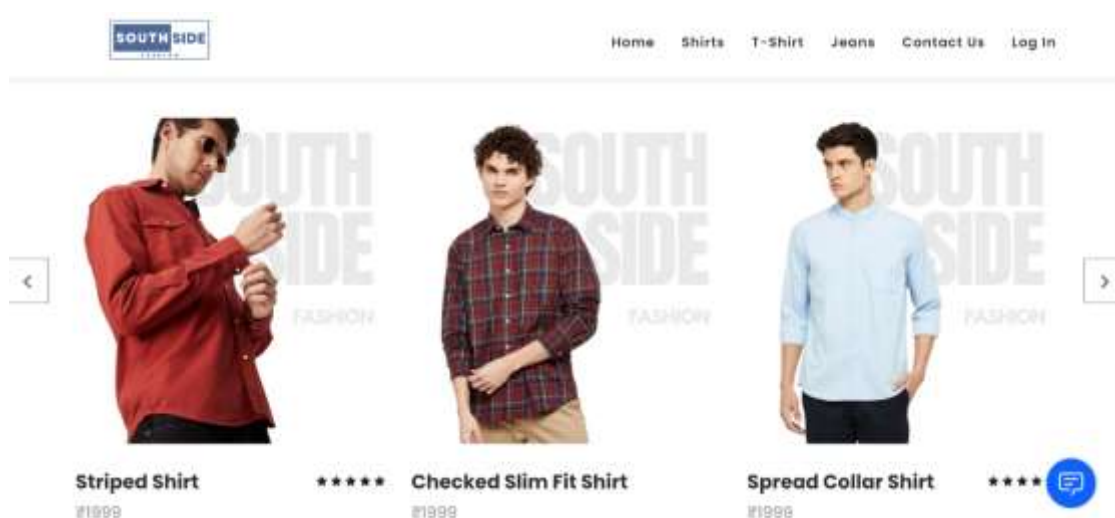 SOUTH SIDE
Home Shirts T-Shirt Jeans Contact Us Log In
SOUTH
SIDE
FASHION
SOUTH
SIDE
FASHION
SOUTH
SIDE
FASHION
Striped Shirt ★★★★★
₹1999
Checked Slim Fit Shirt
₹1999
Spread Collar Shirt ★★★★
₹1999